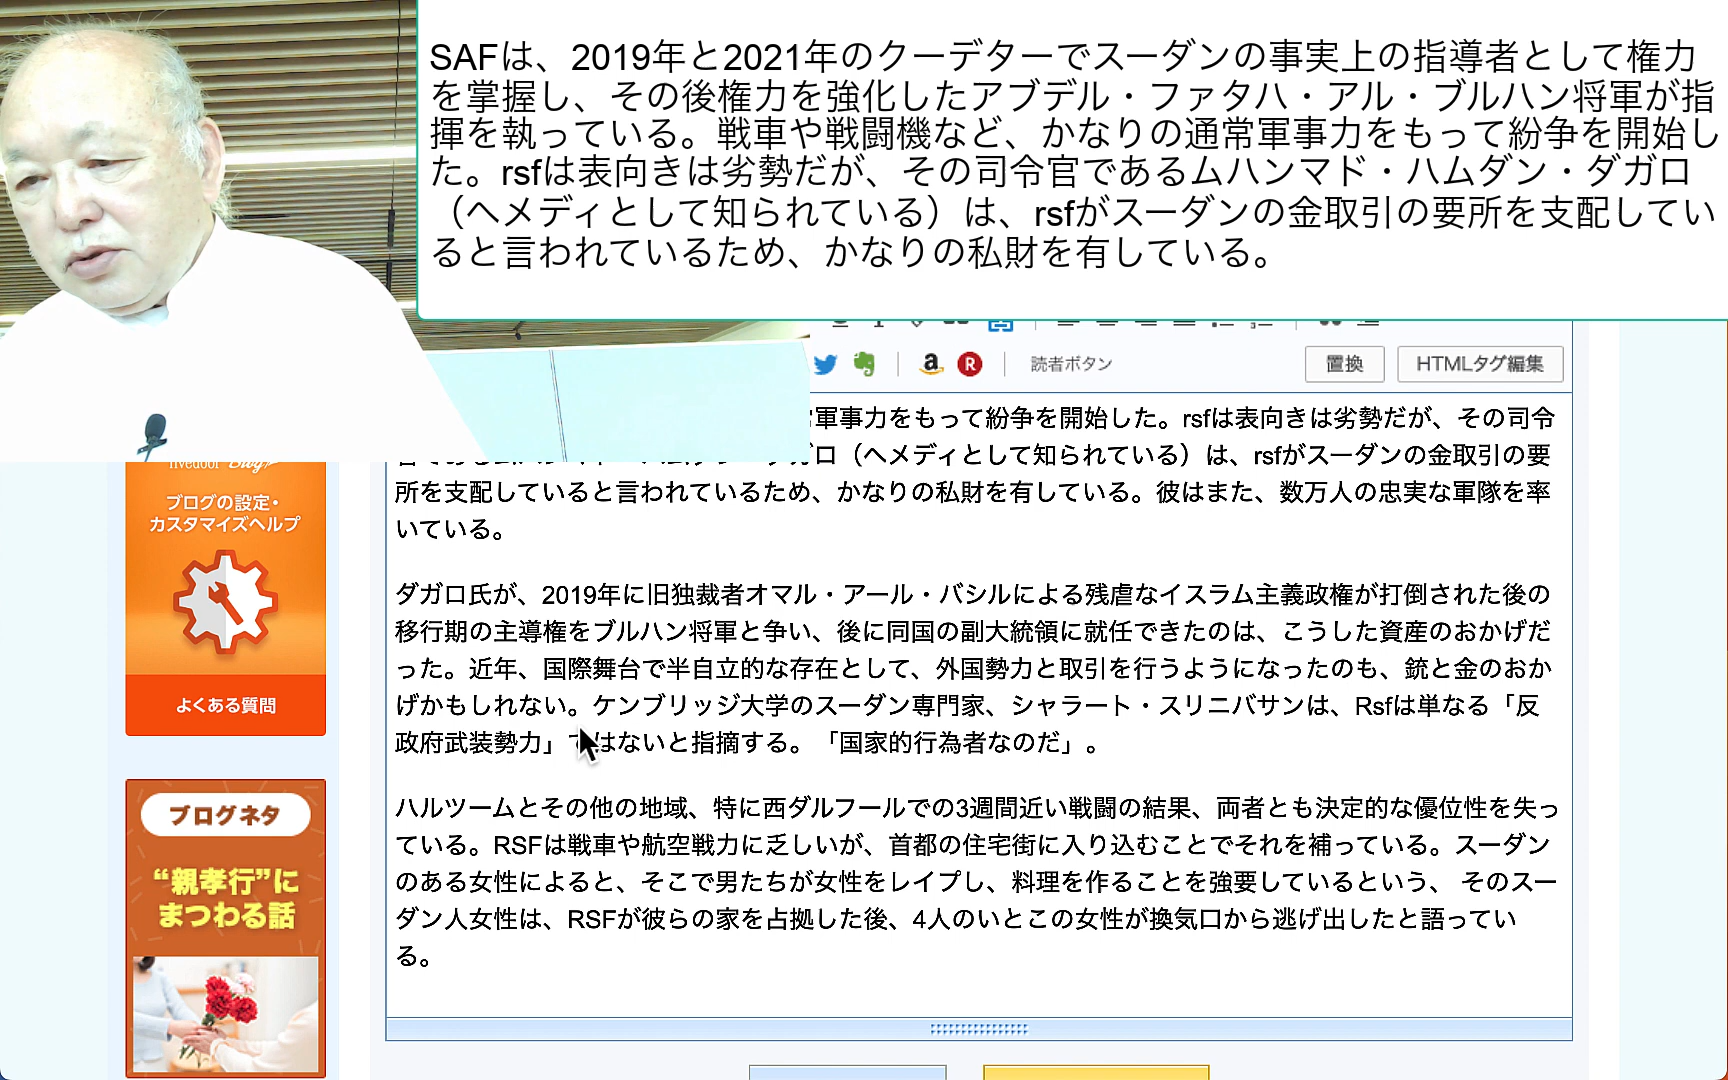 SAFは、2019年と2021年のクーデターでスーダンの事実上の指導者として権力
を掌握し、その後権力を強化したアブデル・ファタハ・アル・ブルハン将軍が指
揮を執っている。戦車や戦闘機など、かなりの通常軍事力をもって紛争を開始し
た。rsfは表向きは劣勢だが、その司令官であるムハンマド・ハムダン・ダガロ
（ヘメディとして知られている）は、rsfがスーダンの金取引の要所を支配してい
ると言われているため、かなりの私財を有している。
読者ボタン
置換
HTMLタグ編集
軍事力をもって紛争を開始した。rsfは表向きは劣勢だが、その司令
ガロ（ヘメディとして知られている）は、rsfがスーダンの金取引の要
所を支配していると言われているため、かなりの私財を有している。彼はまた、数万人の忠実な軍隊を率
いている。
ダガロ氏が、2019年に旧独裁者オマル・アール・バシルによる残虐なイスラム主義政権が打倒された後の
移行期の主導権をブルハン将軍と争い、後に同国の副大統領に就任できたのは、こうした資産のおかげだ
った。近年、国際舞台で半自立的な存在として、外国勢力と取引を行うようになったのも、銃と金のおか
げかもしれない。ケンブリッジ大学のスーダン専門家、シャラート・スリニバサンは、Rsfは単なる「反
政府武装勢力」ではないと指摘する。「国家的行為者なのだ」。
ハルツームとその他の地域、特に西ダルフールでの3週間近い戦闘の結果、両者とも決定的な優位性を失っ
ている。RSFは戦車や航空戦力に乏しいが、首都の住宅街に入り込むことでそれを補っている。スーダン
のある女性によると、そこで男たちが女性をレイプし、料理を作ることを強要しているという、 そのスー
ダン人女性は、RSFが彼らの家を占拠した後、4人のいとこの女性が換気口から逃げ出したと語ってい
る。
livedoor Blog
ブログの設定・
カスタマイズヘルプ
よくある質問
ブログネタ
“親孝行”に
まつわる話